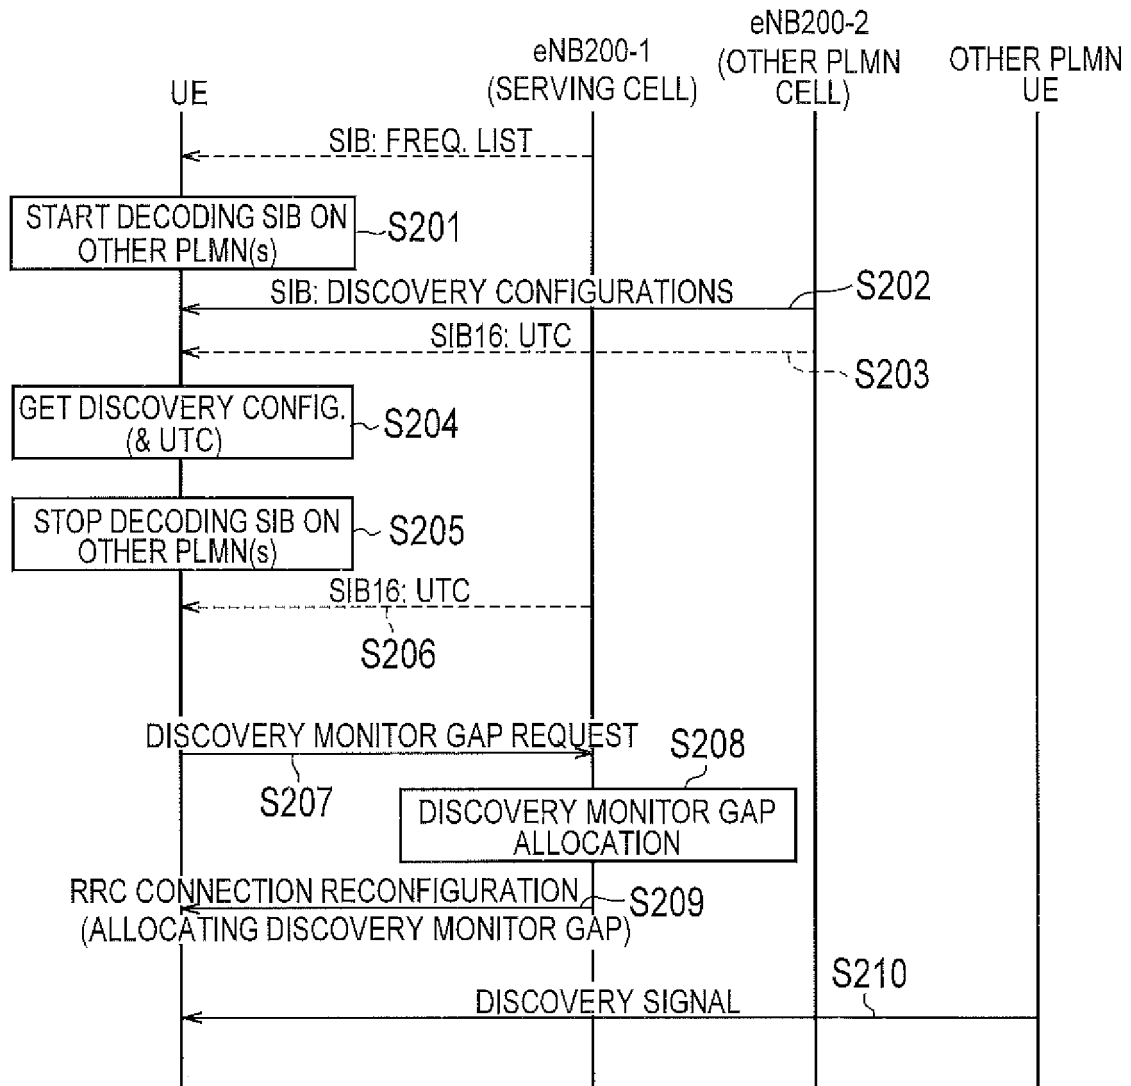 UE
eNB200-1
(SERVING CELL)
eNB200-2
(OTHER PLMN
CELL)
OTHER PLMN
UE
SIB: FREQ. LIST
START DECODING SIB ON
OTHER PLMN(s)
S201
SIB: DISCOVERY CONFIGURATIONS
S202
SIB16: UTC
S203
GET DISCOVERY CONFIG.
(& UTC)
S204
STOP DECODING SIB ON
OTHER PLMN(s)
S205
SIB16: UTC
S206
DISCOVERY MONITOR GAP REQUEST
S207
S208
DISCOVERY MONITOR GAP
ALLOCATION
RRC CONNECTION RECONFIGURATION
(ALLOCATING DISCOVERY MONITOR GAP)
S209
S210
DISCOVERY SIGNAL